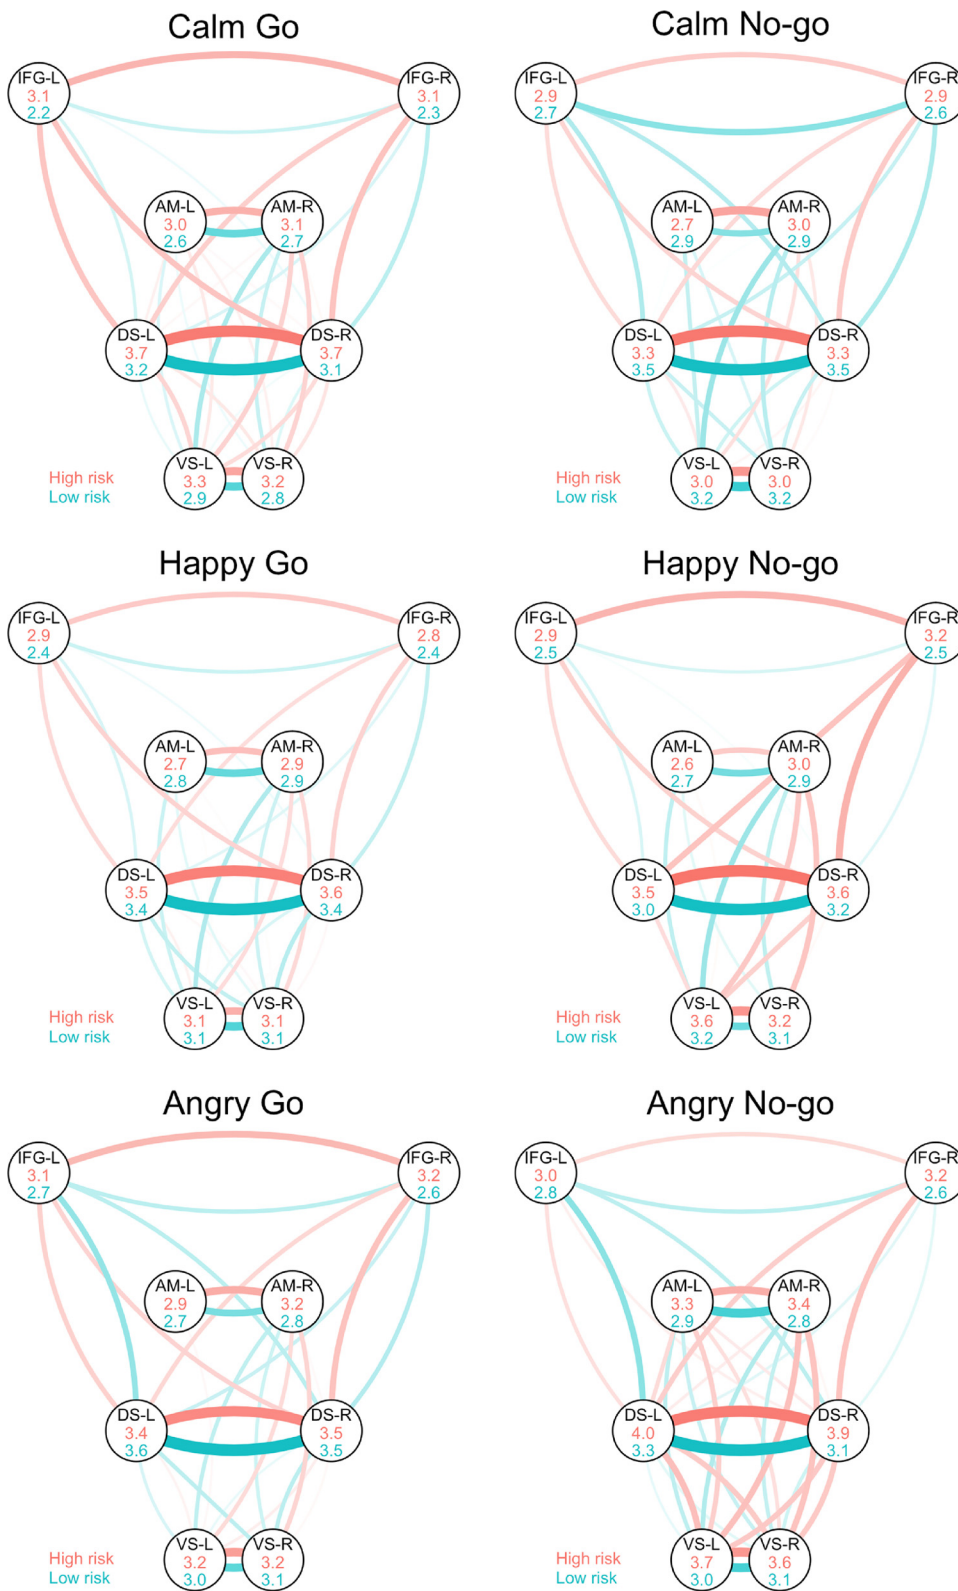 Calm Go
IFG-L
3.1
2.2
IFG-R
3.1
2.3
AM-L
3.0
2.6
AM-R
3.1
2.7
DS-L
3.7
3.2
DS-R
3.7
3.1
VS-L
3.3
2.9
VS-R
3.2
2.8
High risk
Low risk
Calm No-go
IFG-L
2.9
2.7
IFG-R
2.9
2.6
AM-L
2.7
2.9
AM-R
3.0
2.9
DS-L
3.3
3.5
DS-R
3.3
3.5
VS-L
3.0
3.2
VS-R
3.0
3.2
High risk
Low risk
Happy Go
IFG-L
2.9
2.4
IFG-R
2.8
2.4
AM-L
2.7
2.8
AM-R
2.9
2.9
DS-L
3.5
3.4
DS-R
3.6
3.4
VS-L
3.1
3.1
VS-R
3.1
3.1
High risk
Low risk
Happy No-go
IFG-L
2.9
2.5
IFG-R
3.2
2.5
AM-L
2.6
2.7
AM-R
3.0
2.9
DS-L
3.5
3.0
DS-R
3.6
3.2
VS-L
3.6
3.2
VS-R
3.2
3.1
High risk
Low risk
Angry Go
IFG-L
3.1
2.7
IFG-R
3.2
2.6
AM-L
2.9
2.7
AM-R
3.2
2.8
DS-L
3.4
3.6
DS-R
3.5
3.5
VS-L
3.2
3.0
VS-R
3.2
3.1
High risk
Low risk
Angry No-go
IFG-L
3.0
2.8
IFG-R
3.2
2.6
AM-L
3.3
2.9
AM-R
3.4
2.8
DS-L
4.0
3.3
DS-R
3.9
3.1
VS-L
3.7
3.0
VS-R
3.6
3.1
High risk
Low risk